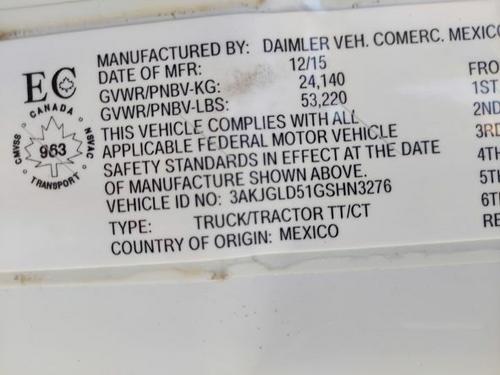 MANUFACTURED BY: DAIMLER VEH. COMERC. MEXICO
DATE OF MFR: 12/15
GVWR/PNBV-KG: 24,140
GVWR/PNBV-LBS: 53,220
THIS VEHICLE COMPLIES WITH ALL
APPLICABLE FEDERAL MOTOR VEHICLE
SAFETY STANDARDS IN EFFECT AT THE DATE
OF MANUFACTURE SHOWN ABOVE.
VEHICLE ID NO: 3AKJGLD51GSHN3276
TYPE: TRUCK/TRACTOR TT/CT
COUNTRY OF ORIGIN: MEXICO
EC
CANADA
CMVSS
963
NSVAC
TRANSPORT
FRO
1ST
2ND
3RD
4TH
5TH
6TH
RE